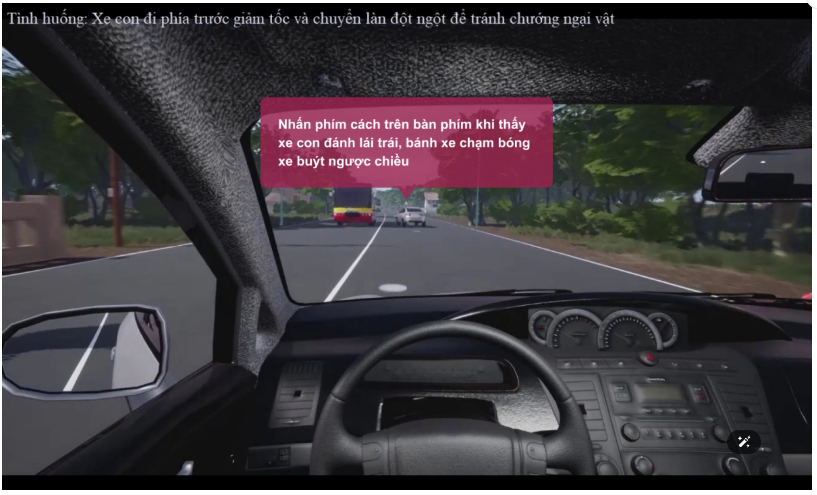 Tình huống: Xe con đi phía trước giảm tốc và chuyển làn đột ngột để tránh chướng ngại vật
Nhấn phím cách trên bàn phím khi thấy
xe con đánh lái trái, bánh xe chạm bóng
xe buýt ngược chiều